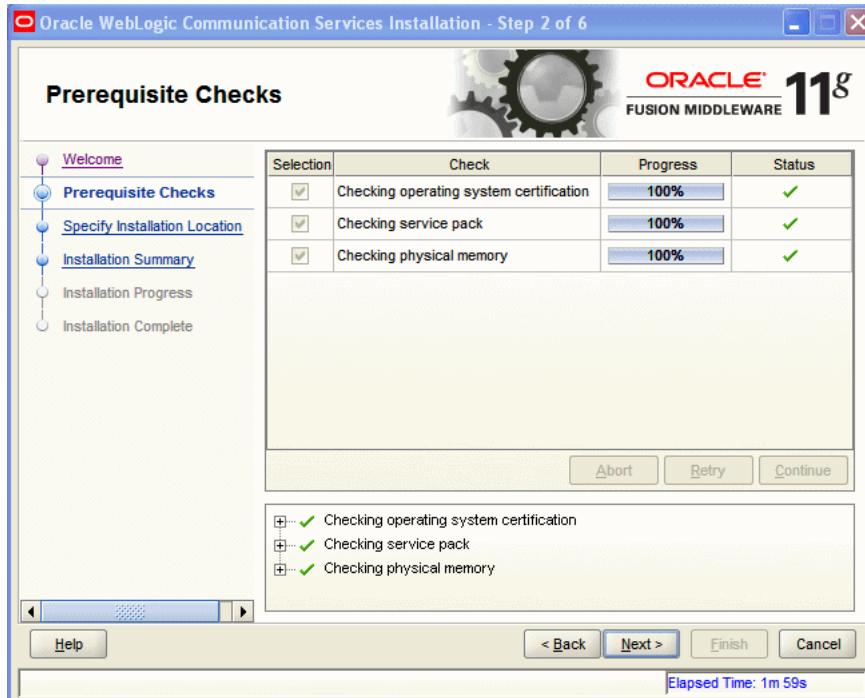 Oracle WebLogic Communication Services Installation - Step 2 of 6
Prerequisite Checks
ORACLE
FUSION MIDDLEWARE 11g
Welcome
Prerequisite Checks
Specify Installation Location
Installation Summary
Installation Progress
Installation Complete
Selection Check Progress Status
Checking operating system certification 100%
Checking service pack 100%
Checking physical memory 100%
Abort Retry Continue
Checking operating system certification
Checking service pack
Checking physical memory
Help < Back Next > Finish Cancel
Elapsed Time: 1m 59s